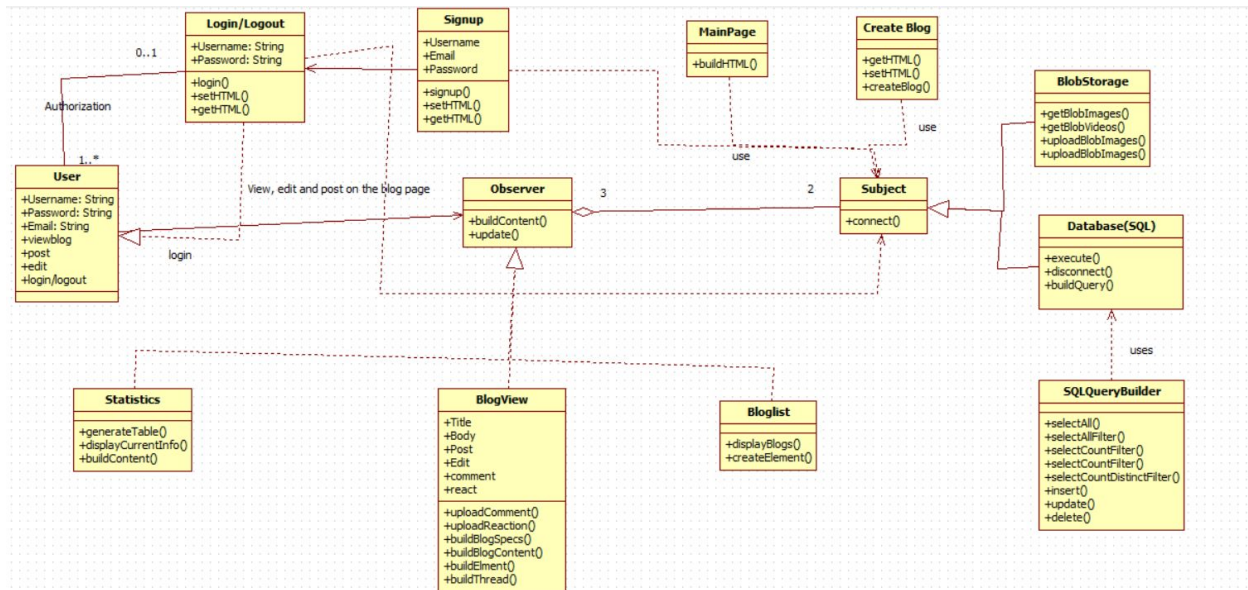 Login/Logout
+Username: String
+Password: String
+login()
+setHTML()
+getHTML()
Signup
+Username
+Email
+Password
+signup()
+setHTML()
+getHTML()
MainPage
+buildHTML()
Create Blog
+getHTML()
+setHTML()
+createBlog()
BlobStorage
+getBlobImages()
+getBlobVideos()
+uploadBlobImages()
+uploadBlobImages()
0..1
Authorization
1..*
use
use
User
+Username: String
+Password: String
+Email: String
+viewblog
+post
+edit
+login/logout
View, edit and post on the blog page
login
Observer
+buildContent()
+update()
3
2
Subject
+connect()
Database(SQL)
+execute()
+disconnect()
+buildQuery()
uses
Statistics
+generateTable()
+displayCurrentInfo()
+buildContent()
BlogView
+Title
+Body
+Post
+Edit
+comment
+react
+uploadComment()
+uploadReaction()
+buildBlogSpecs()
+buildBlogContent()
+buildElment()
+buildThread()
Bloglist
+displayBlogs()
+createElement()
SQLQueryBuilder
+selectAll()
+selectAllFilter()
+selectCountFilter()
+selectCountFilter()
+selectCountDistinctFilter()
+insert()
+update()
+delete()